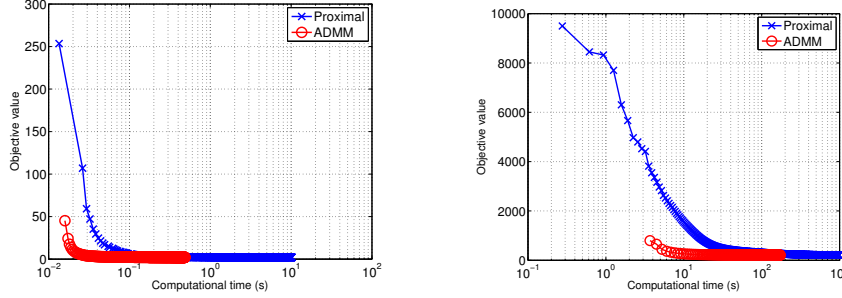 300
250
200
150
100
50
0
Objective value
Proximal
ADMM
10^-2
10^-1
10^0
10^1
10^2
Computational time (s)
10000
8000
6000
4000
2000
0
Objective value
Proximal
ADMM
10^-1
10^0
10^1
10^2
10^3
Computational time (s)